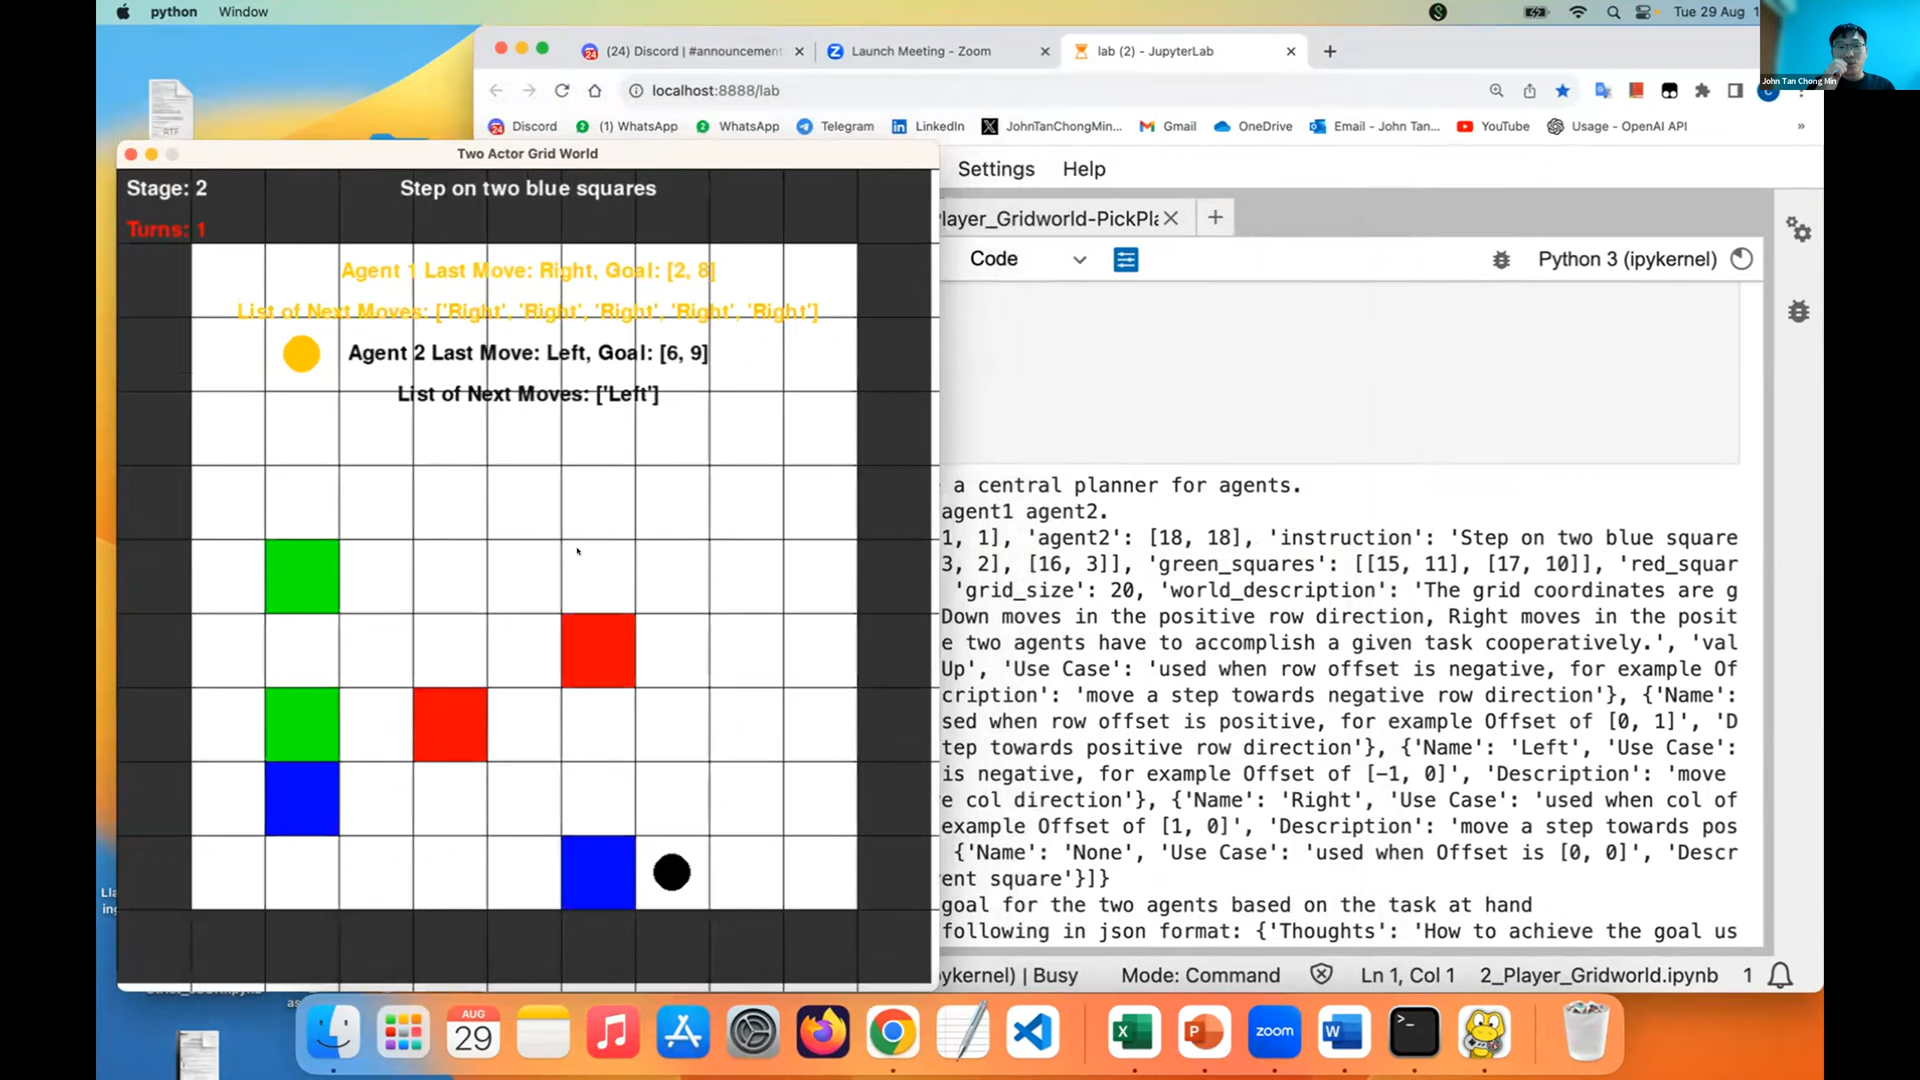 python Window Tue 29 Aug 1
John Tan Chong Min
(24) Discord | #announcement Launch Meeting - Zoom lab (2) - JupyterLab
localhost:8888/lab
Discord (1) WhatsApp WhatsApp Telegram LinkedIn JohnTanChongMin... Gmail OneDrive Email - John Tan... YouTube Usage - OpenAI API »
RTF
Two Actor Grid World
Stage: 2 Step on two blue squares
Turns: 1
Agent 1 Last Move: Right, Goal: [2, 8]
List of Next Moves: ['Right', 'Right', 'Right', 'Right', 'Right']
Agent 2 Last Move: Left, Goal: [6, 9]
List of Next Moves: ['Left']
Settings Help
layer_Gridworld-PickPla
Code Python 3 (ipykernel)
a central planner for agents.
agent1 agent2.
1, 1], 'agent2': [18, 18], 'instruction': 'Step on two blue square
3, 2], [16, 3]], 'green_squares': [[15, 11], [17, 10]], 'red_squar
'grid_size': 20, 'world_description': 'The grid coordinates are g
Down moves in the positive row direction, Right moves in the posit
e two agents have to accomplish a given task cooperatively.', 'val
Up', 'Use Case': 'used when row offset is negative, for example Of
cription': 'move a step towards negative row direction'}, {'Name':
sed when row offset is positive, for example Offset of [0, 1]', 'D
tep towards positive row direction'}, {'Name': 'Left', 'Use Case':
is negative, for example Offset of [-1, 0]', 'Description': 'move
e col direction'}, {'Name': 'Right', 'Use Case': 'used when col of
example Offset of [1, 0]', 'Description': 'move a step towards pos
{'Name': 'None', 'Use Case': 'used when Offset is [0, 0]', 'Descr
ent square'}]}
goal for the two agents based on the task at hand
following in json format: {'Thoughts': 'How to achieve the goal us
ykernel) | Busy Mode: Command Ln 1, Col 1 2_Player_Gridworld.ipynb 1
AUG
29
zoom